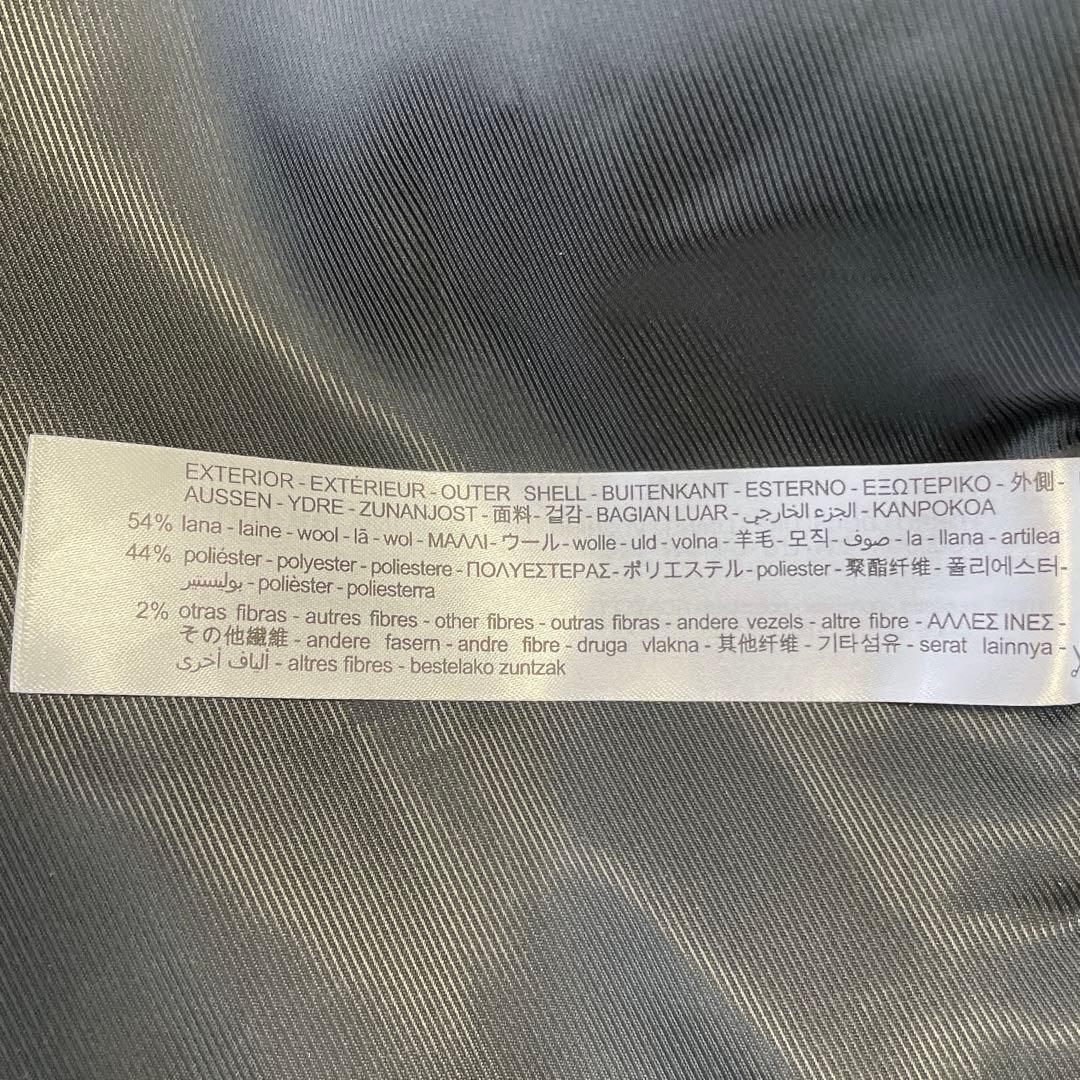 EXTERIOR - EXTÉRIEUR - OUTER SHELL - BUITENKANT - ESTERNO - ΕΞΩΤΕΡΙΚΟ - 外側 -
AUSSEN - YDRE - ZUNANJOST - 面料 - 겉감 - BAGIAN LUAR - الجزء الخارجي - KANPOKOA
54% lana - laine - wool - lã - wol - ΜΑΛΛΙ - ウール - wolle - uld - volna - 羊毛 - 모직 - صوف - la - llana - artilea
44% poliéster - polyester - poliestere - ΠΟΛΥΕΣΤΕΡΑΣ - ポリエステル - poliester - 聚酯纤维 - 폴리에스터 -
بوليستر - polièster - poliesterra
2% otras fibras - autres fibres - other fibres - outras fibras - andere vezels - altre fibre - ΑΛΛΕΣ ΙΝΕΣ -
その他繊維 - andere fasern - andre fibre - druga vlakna - 其他纤维 - 기타섬유 - serat lainnya -
ألياف أخرى - altres fibres - bestelako zuntzak